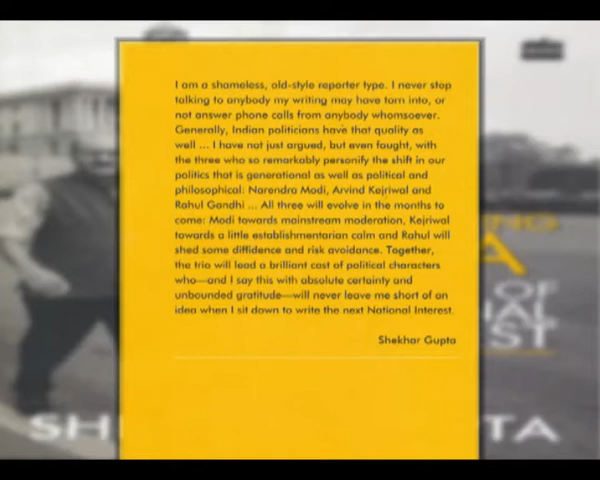 I am a shameless, old-style reporter type. I never stop
talking to anybody my writing may have torn into, or
not answer phone calls from anybody whomsoever.
Generally, Indian politicians have that quality as
well ... I have not just argued, but even fought, with
the three who so remarkably personify the shift in our
politics that is generational as well as political and
philosophical: Narendra Modi, Arvind Kejriwal and
Rahul Gandhi ... All three will evolve in the months to
come: Modi towards mainstream moderation, Kejriwal
towards a little establishmentarian calm and Rahul will
shed some diffidence and risk avoidance. Together,
the trio will lead a brilliant cast of political characters
who—and I say this with absolute certainty and
unbounded gratitude—will never leave me short of an
idea when I sit down to write the next National Interest.
Shekhar Gupta
A
OF
ST
SH
TA